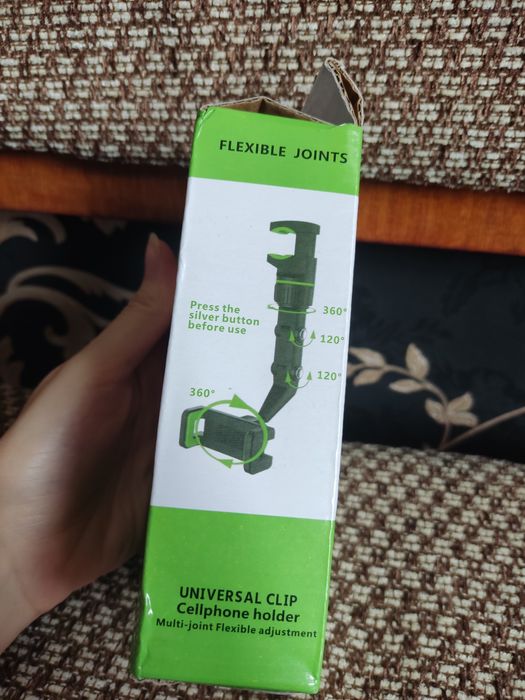 FLEXIBLE JOINTS
Press the
silver button
before use
360°
120°
120°
360°
UNIVERSAL CLIP
Cellphone holder
Multi-joint Flexible adjustment